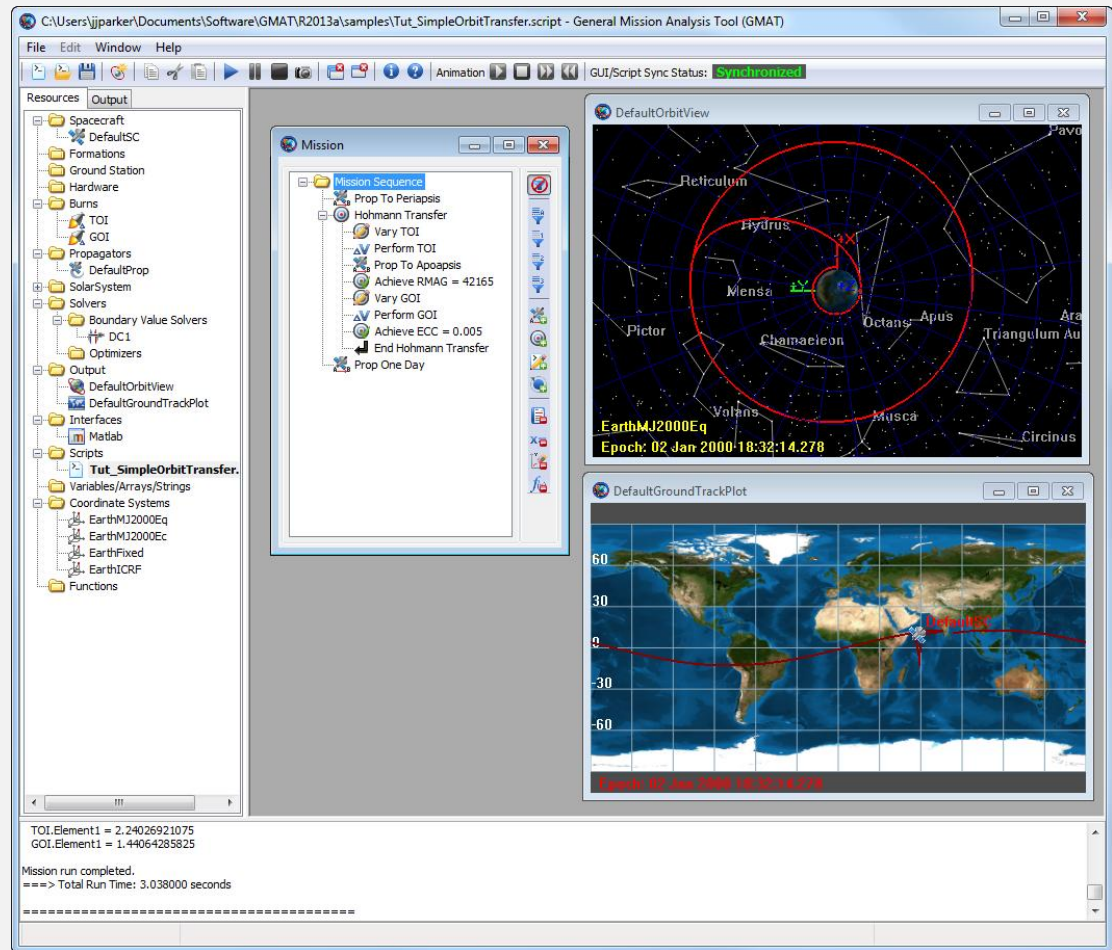 C:\Users\jjparker\Documents\Software\GMAT\R2013a\samples\Tut_SimpleOrbitTransfer.script - General Mission Analysis Tool (GMAT)
File Edit Window Help
Animation GUI/Script Sync Status: Synchronized
Resources Output
Spacecraft
DefaultSC
Formations
Ground Station
Hardware
Burns
TOI
GOI
Propagators
DefaultProp
SolarSystem
Solvers
Boundary Value Solvers
DC1
Optimizers
Output
DefaultOrbitView
DefaultGroundTrackPlot
Interfaces
Matlab
Scripts
Tut_SimpleOrbitTransfer.
Variables/Arrays/Strings
Coordinate Systems
EarthMJ2000Eq
EarthMJ2000Ec
EarthFixed
EarthICRF
Functions
Mission
Mission Sequence
Prop To Periapsis
Hohmann Transfer
Vary TOI
Perform TOI
Prop To Apoapsis
Achieve RMAG = 42165
Vary GOI
Perform GOI
Achieve ECC = 0.005
End Hohmann Transfer
Prop One Day
DefaultOrbitView
Pavo
Reticulum
Hydrus
+X
Mensa
+Y
Octans
Apus
Ara
Pictor
Chamaeleon
Triangulum Au
Volans
Musca
Circinus
EarthMJ2000Eq
Epoch: 02 Jan 2000 18:32:14.278
DefaultGroundTrackPlot
60
30
DefaultSC
0
-30
-60
Epoch: 02 Jan 2000 18:32:14.278
TOI.Element1 = 2.24026921075
GOI.Element1 = 1.44064285825
Mission run completed.
===> Total Run Time: 3.038000 seconds
========================================